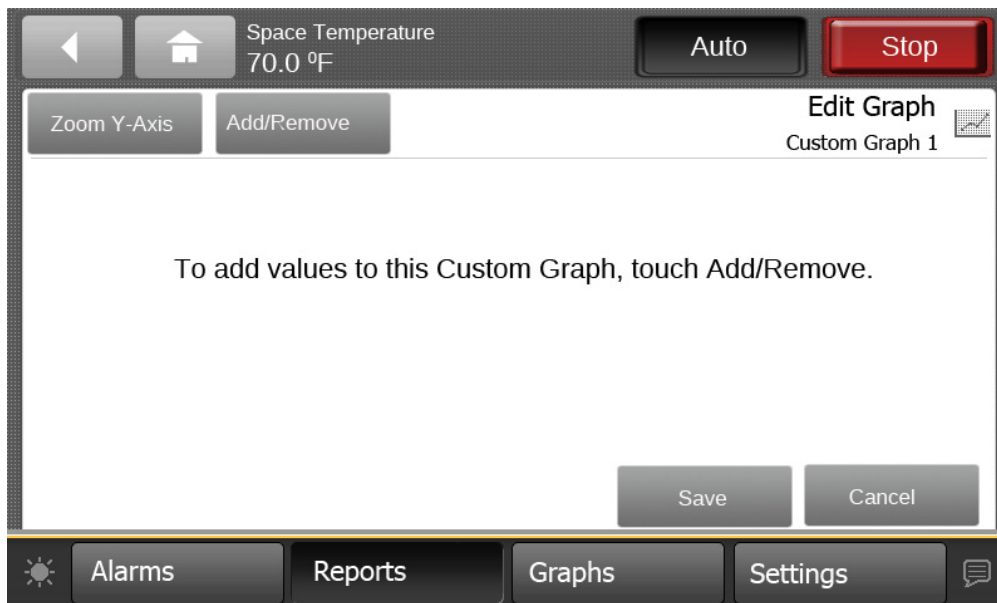 Space Temperature
70.0 ⁰F
Auto
Stop
Zoom Y-Axis
Add/Remove
Edit Graph
Custom Graph 1
To add values to this Custom Graph, touch Add/Remove.
Save
Cancel
Alarms
Reports
Graphs
Settings